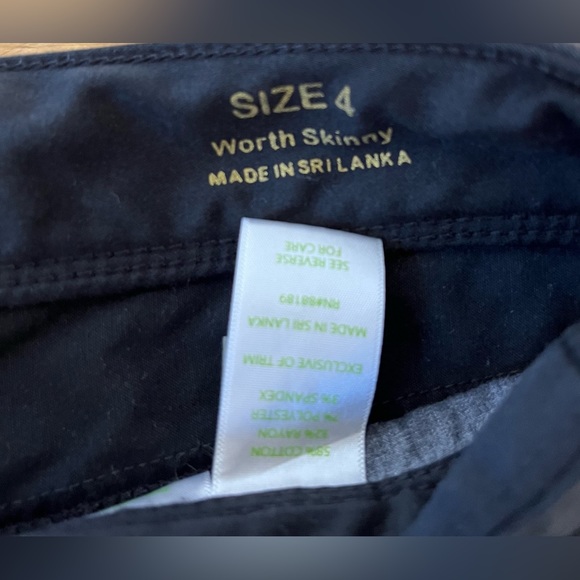 SIZE 4
Worth Skinny
MADE IN SRI LANKA
58% COTTON
32% RAYON
7% POLYESTER
3% SPANDEX
EXCLUSIVE OF TRIM
MADE IN SRI LANKA
RN#88189
SEE REVERSE
FOR CARE